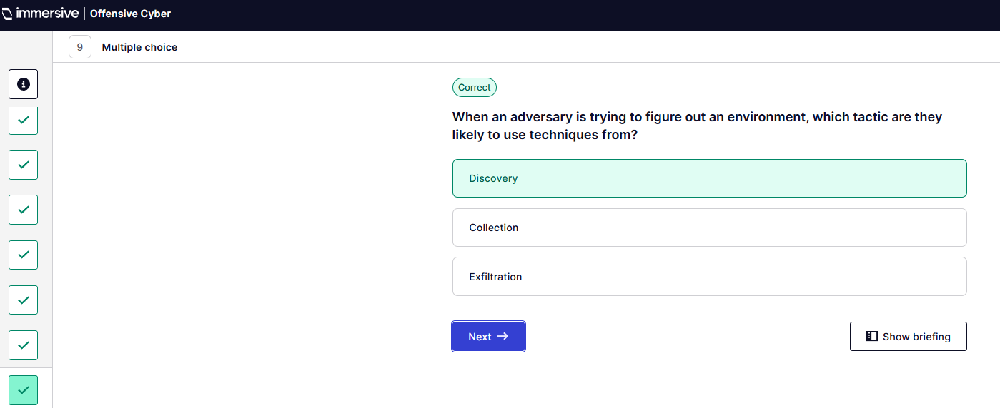 immersive | Offensive Cyber
9 Multiple choice
Correct
When an adversary is trying to figure out an environment, which tactic are they
likely to use techniques from?
Discovery
Collection
Exfiltration
Next →
Show briefing